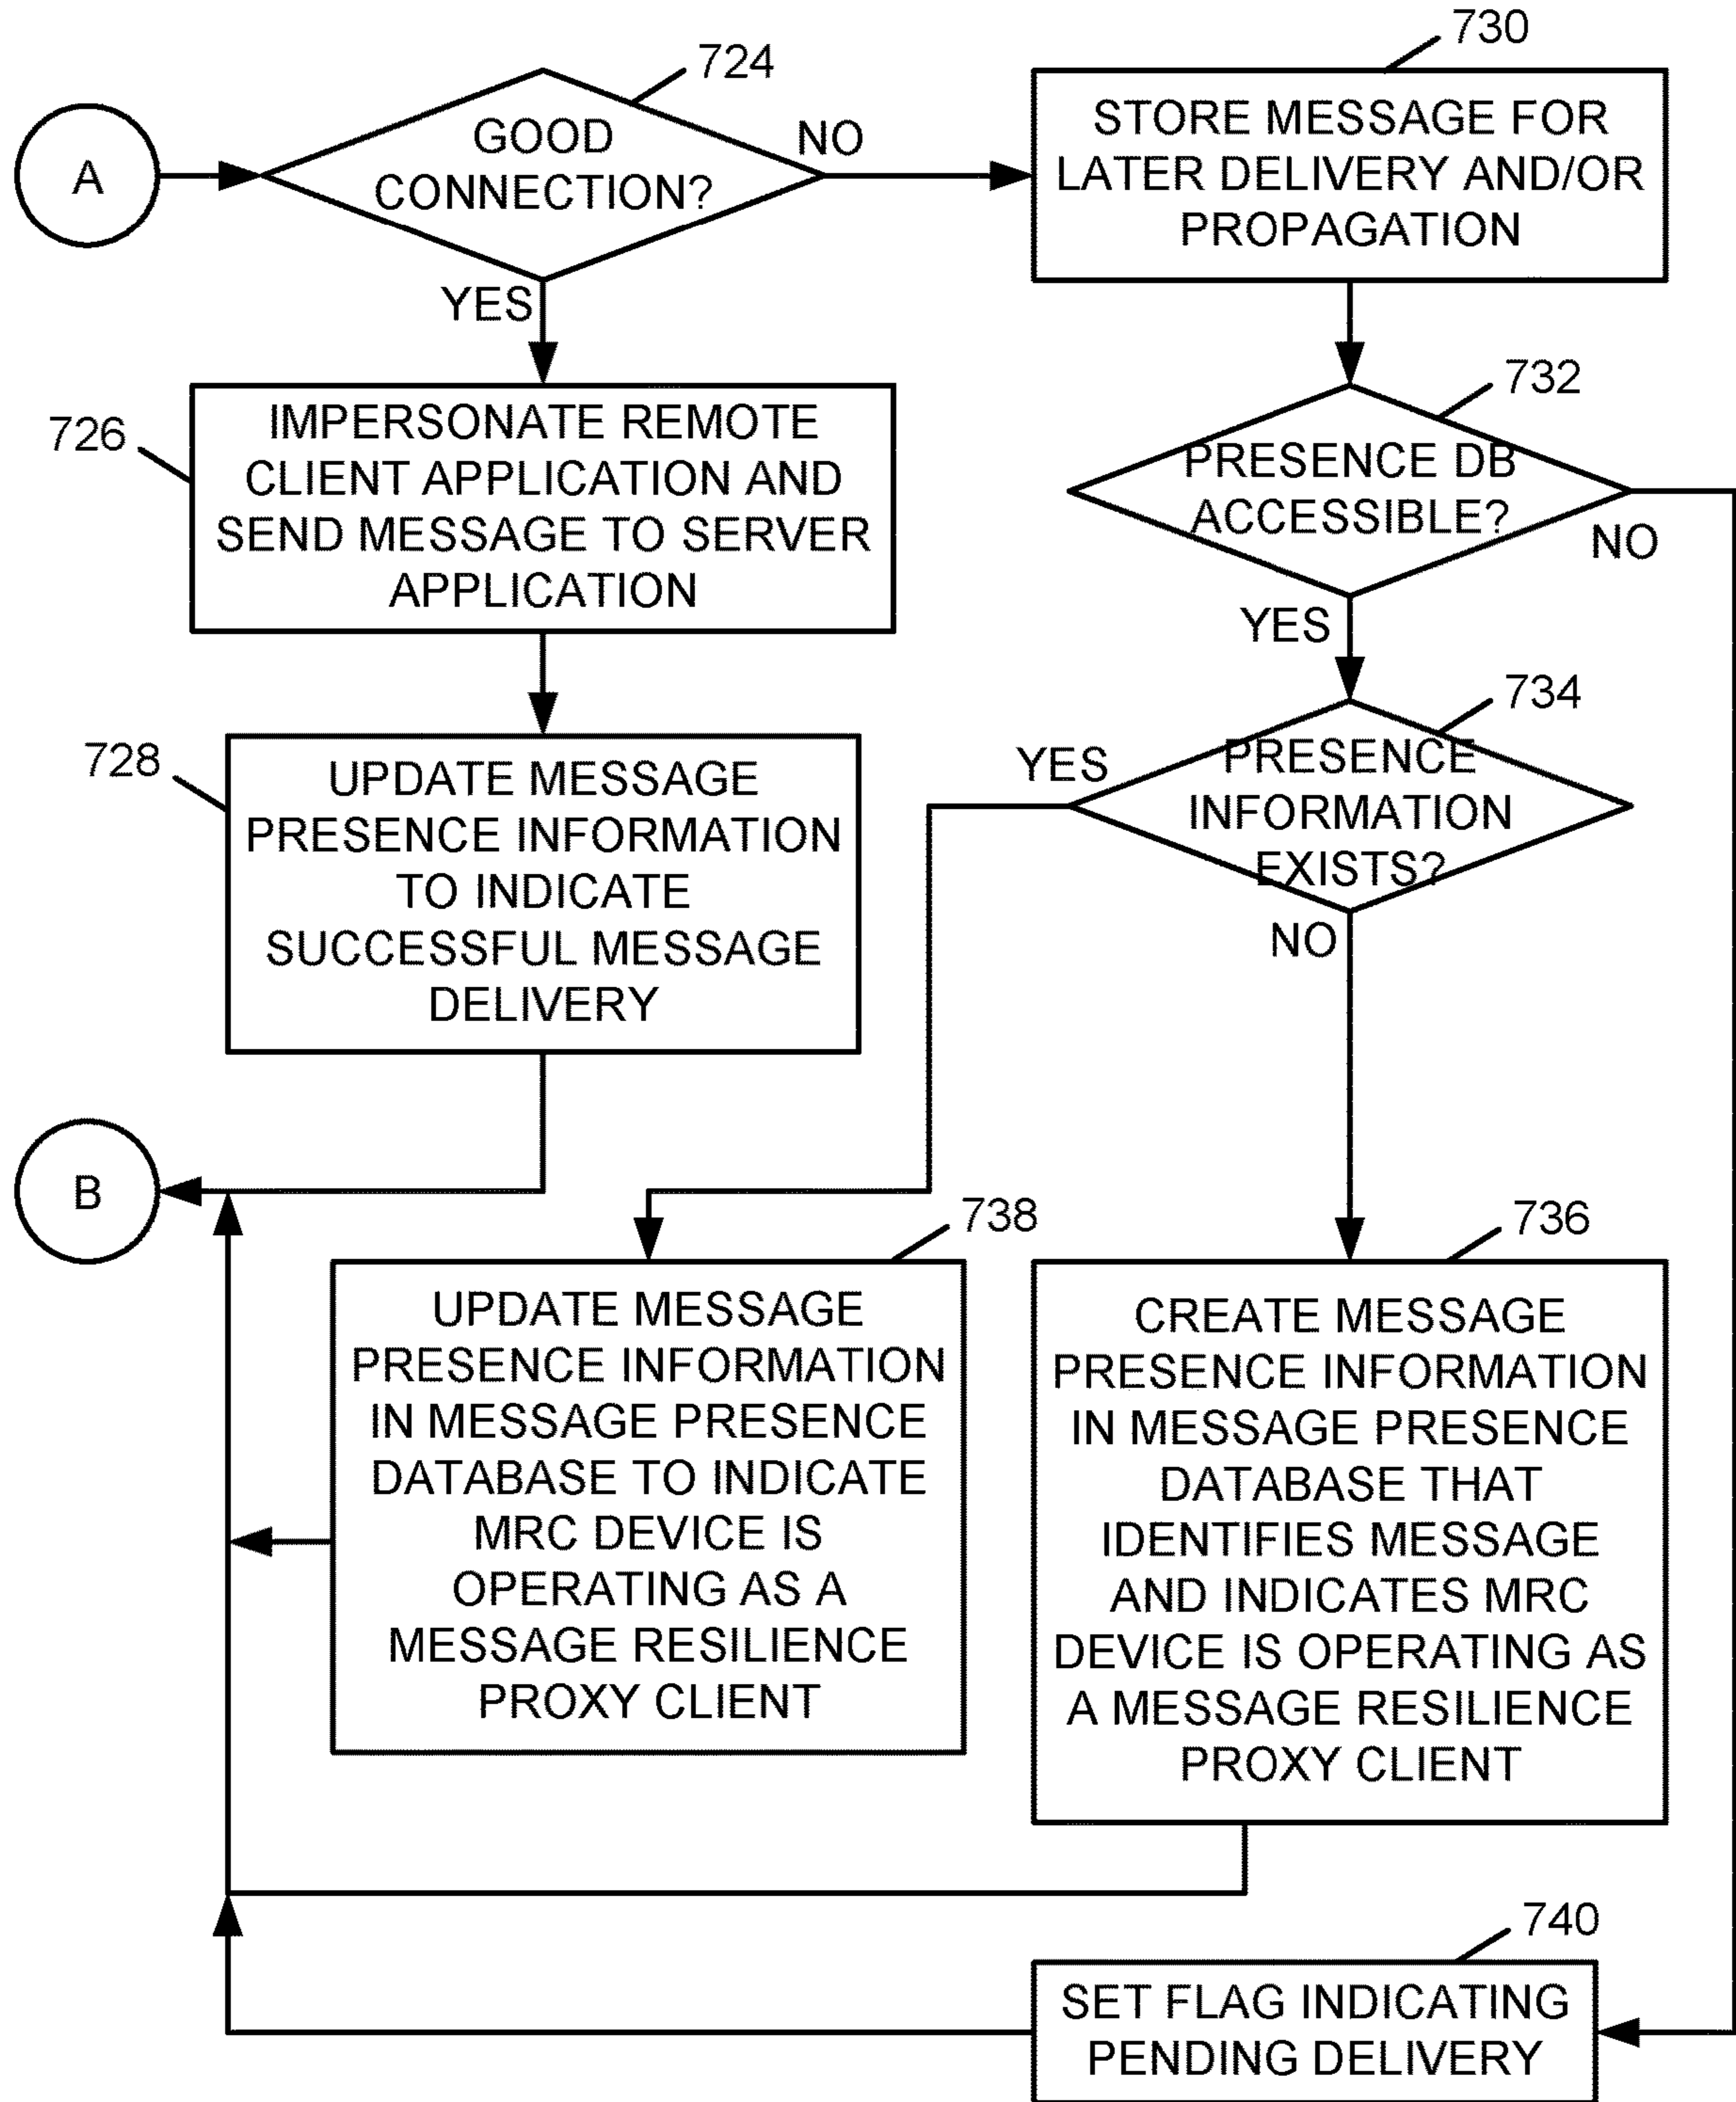 724
730
A
GOOD
CONNECTION?
NO
STORE MESSAGE FOR
LATER DELIVERY AND/OR
PROPAGATION
YES
726
IMPERSONATE REMOTE
CLIENT APPLICATION AND
SEND MESSAGE TO SERVER
APPLICATION
732
PRESENCE DB
ACCESSIBLE?
NO
YES
728
UPDATE MESSAGE
PRESENCE INFORMATION
TO INDICATE
SUCCESSFUL MESSAGE
DELIVERY
734
YES
PRESENCE
INFORMATION
EXISTS?
NO
B
738
UPDATE MESSAGE
PRESENCE INFORMATION
IN MESSAGE PRESENCE
DATABASE TO INDICATE
MRC DEVICE IS
OPERATING AS A
MESSAGE RESILIENCE
PROXY CLIENT
736
CREATE MESSAGE
PRESENCE INFORMATION
IN MESSAGE PRESENCE
DATABASE THAT
IDENTIFIES MESSAGE
AND INDICATES MRC
DEVICE IS OPERATING AS
A MESSAGE RESILIENCE
PROXY CLIENT
740
SET FLAG INDICATING
PENDING DELIVERY